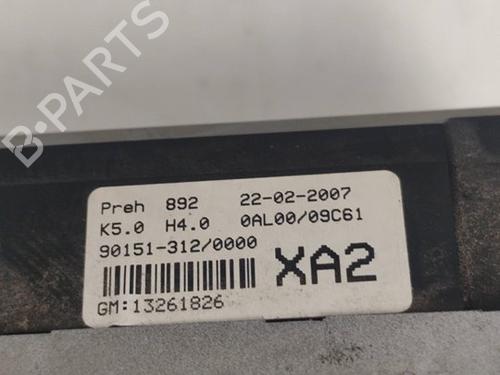 B-PARTS
Preh 892 22-02-2007
K5.0 H4.0 0AL00/09C61
90151-312/0000
XA2
GM:13261826